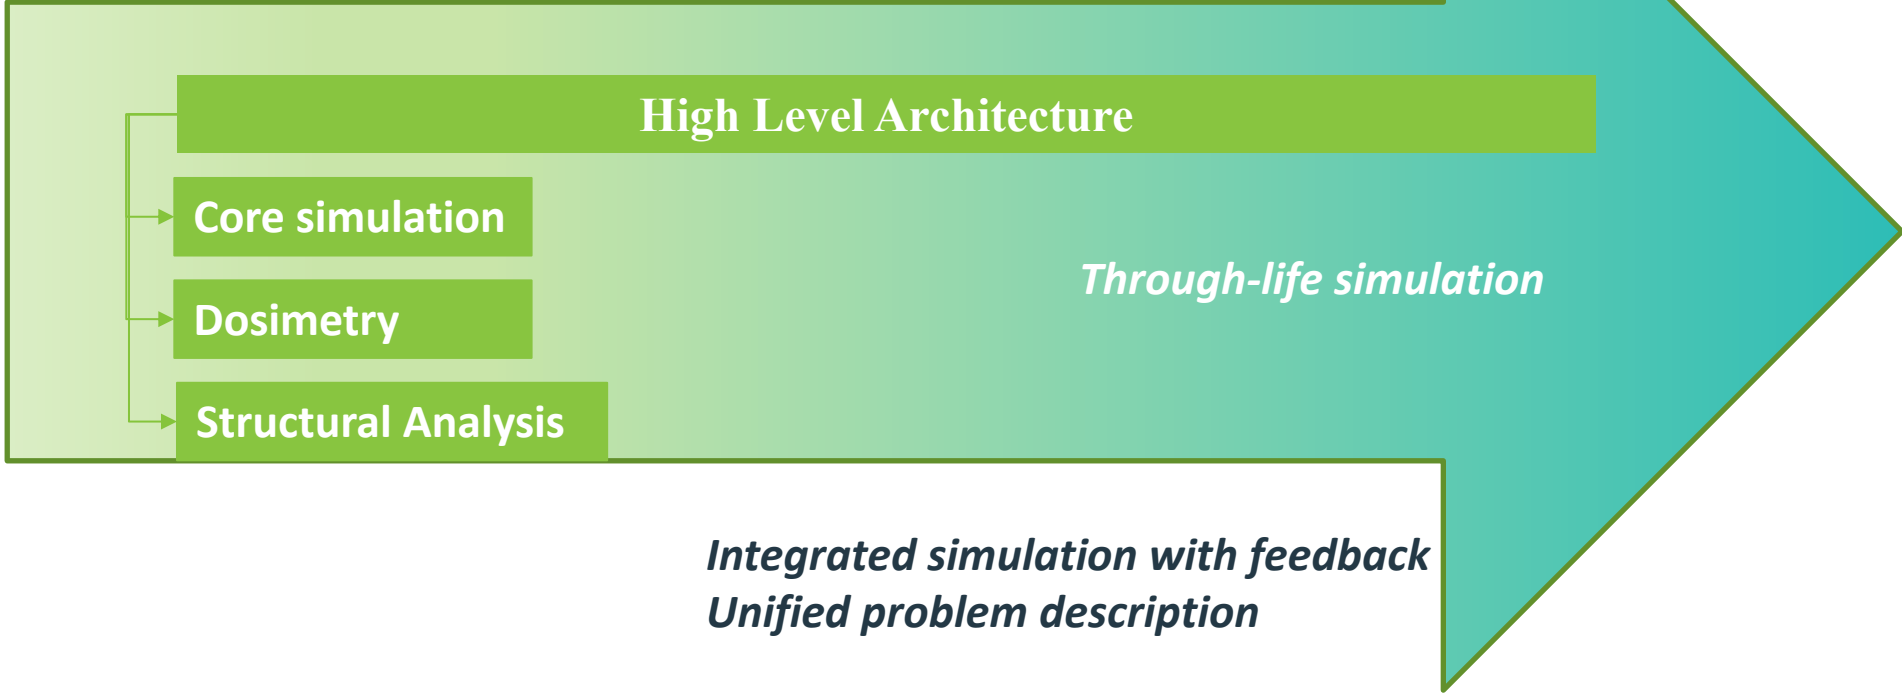 High Level Architecture
Core simulation
Through-life simulation
Dosimetry
Structural Analysis
Integrated simulation with feedback
Unified problem description